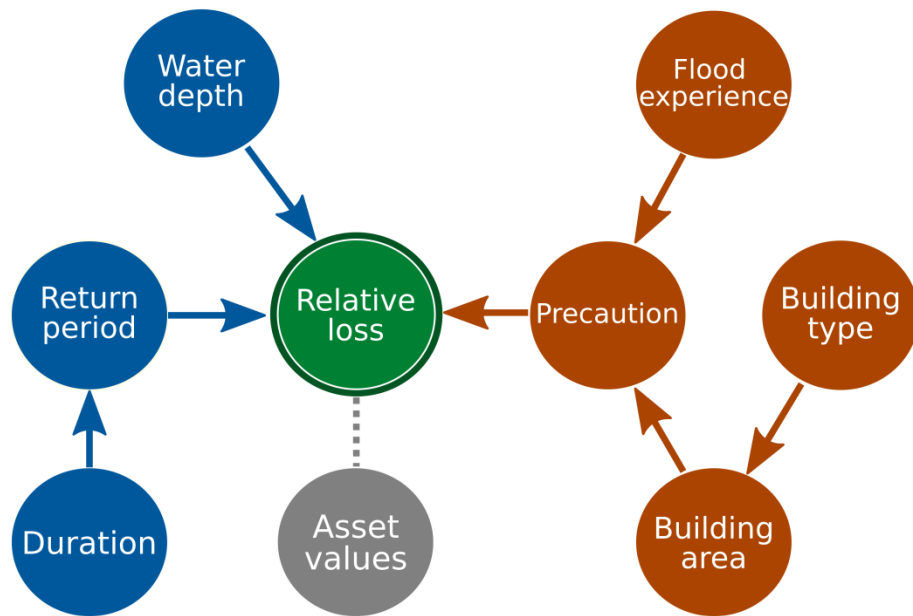 Water
depth
Flood
experience
Return
period
Relative
loss
Precaution
Building
type
Duration
Asset
values
Building
area